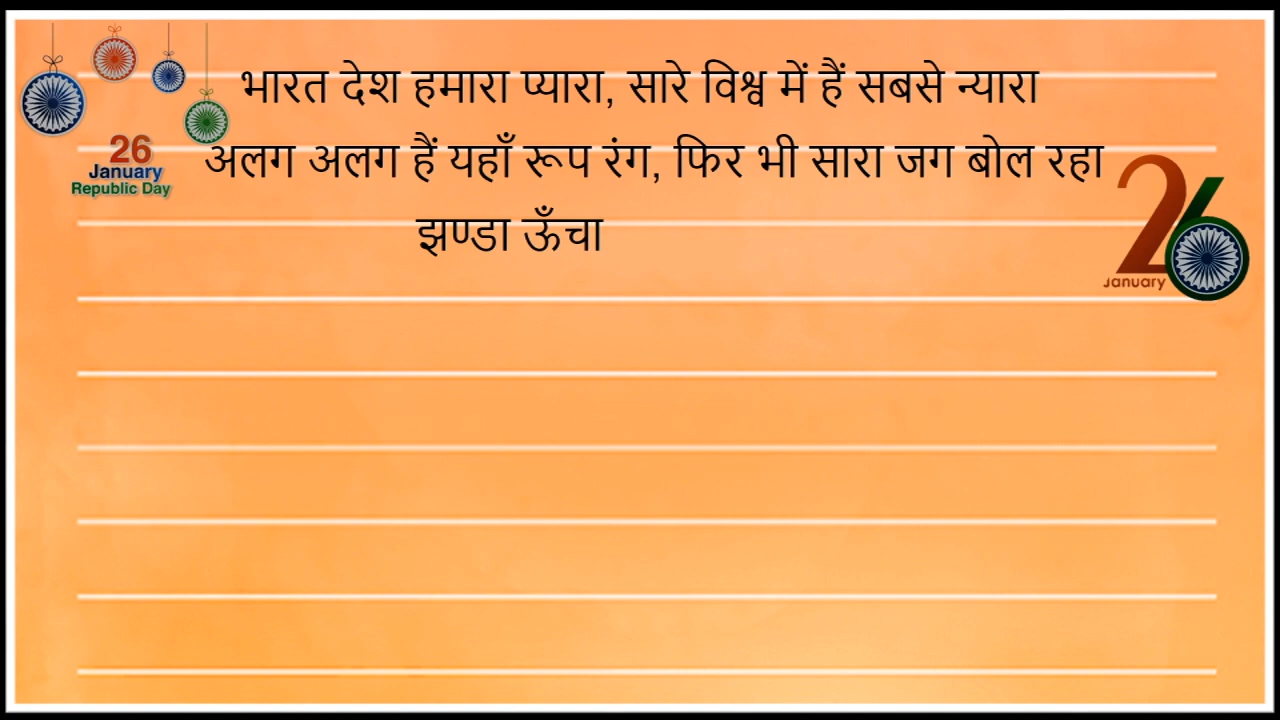 भारत देश हमारा प्यारा, सारे विश्व में हैं सबसे न्यारा
अलग अलग हैं यहाँ रूप रंग, फिर भी सारा जग बोल रहा
झण्डा ऊँचा
26
January
Republic Day
26
January